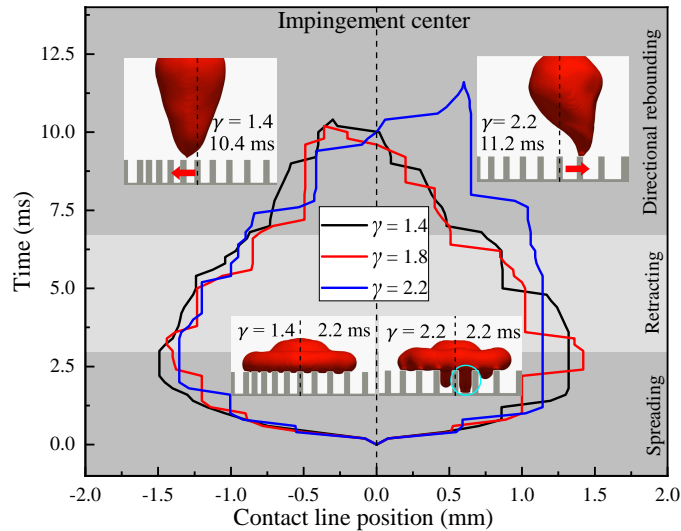 Impingement center
γ = 1.4
10.4 ms
γ= 2.2
11.2 ms
Directional rebounding
Retracting
Spreading
γ = 1.4
γ = 1.8
γ = 2.2
γ = 1.4 2.2 ms
γ = 2.2 2.2 ms
12.5
10.0
7.5
5.0
2.5
0.0
Time (ms)
-2.0 -1.5 -1.0 -0.5 0.0 0.5 1.0 1.5 2.0
Contact line position (mm)